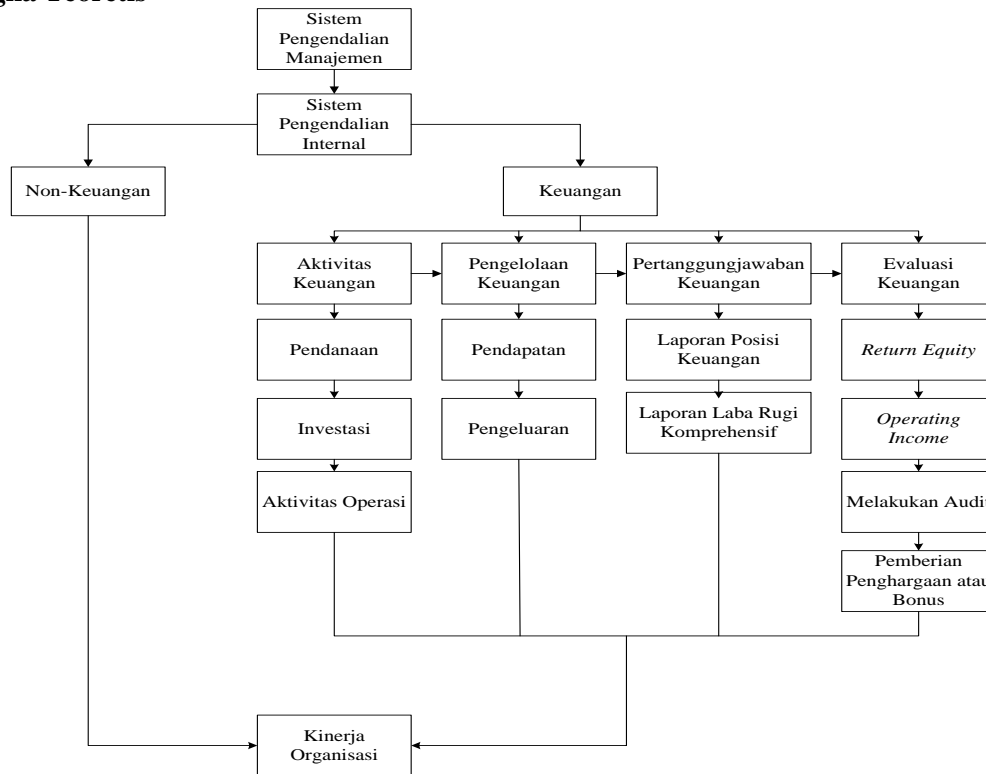 Teoretis
Sistem
Pengendalian
Manajemen
Sistem
Pengendalian
Internal
Non-Keuangan
Keuangan
Aktivitas
Keuangan
Pengelolaan
Keuangan
Pertanggungjawaban
Keuangan
Evaluasi
Keuangan
Pendanaan
Pendapatan
Laporan Posisi
Keuangan
Return Equity
Investasi
Pengeluaran
Laporan Laba Rugi
Komprehensif
Operating
Income
Aktivitas Operasi
Melakukan Audit
Pemberian
Penghargaan atau
Bonus
Kinerja
Organisasi